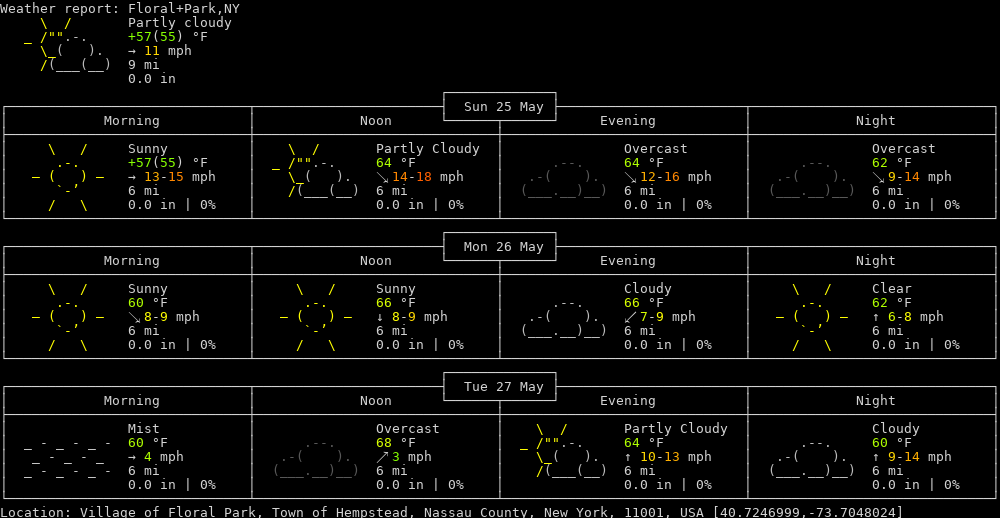 Weather report: Floral+Park,NY
Partly cloudy
+57(55) °F
→ 11 mph
9 mi
0.0 in
Sun 25 May
Morning Noon Evening Night
Sunny Partly Cloudy Overcast Overcast
+57(55) °F 64 °F 64 °F 62 °F
→ 13-15 mph ↘ 14-18 mph ↘ 12-16 mph ↘ 9-14 mph
6 mi 6 mi 6 mi 6 mi
0.0 in | 0% 0.0 in | 0% 0.0 in | 0% 0.0 in | 0%
Mon 26 May
Morning Noon Evening Night
Sunny Sunny Cloudy Clear
60 °F 66 °F 66 °F 62 °F
↘ 8-9 mph ↓ 8-9 mph ↙ 7-9 mph ↑ 6-8 mph
6 mi 6 mi 6 mi 6 mi
0.0 in | 0% 0.0 in | 0% 0.0 in | 0% 0.0 in | 0%
Tue 27 May
Morning Noon Evening Night
Mist Overcast Partly Cloudy Cloudy
60 °F 68 °F 64 °F 60 °F
→ 4 mph ↗ 3 mph ↑ 10-13 mph ↑ 9-14 mph
6 mi 6 mi 6 mi 6 mi
0.0 in | 0% 0.0 in | 0% 0.0 in | 0% 0.0 in | 0%
Location: Village of Floral Park, Town of Hempstead, Nassau County, New York, 11001, USA [40.7246999,-73.7048024]